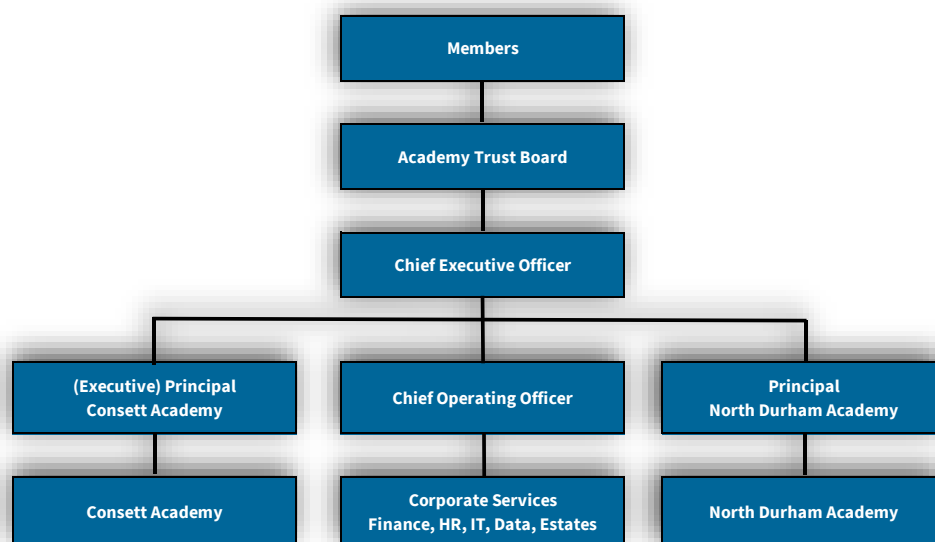 Members
Academy Trust Board
Chief Executive Officer
(Executive) Principal
Consett Academy
Chief Operating Officer
Principal
North Durham Academy
Consett Academy
Corporate Services
Finance, HR, IT, Data, Estates
North Durham Academy